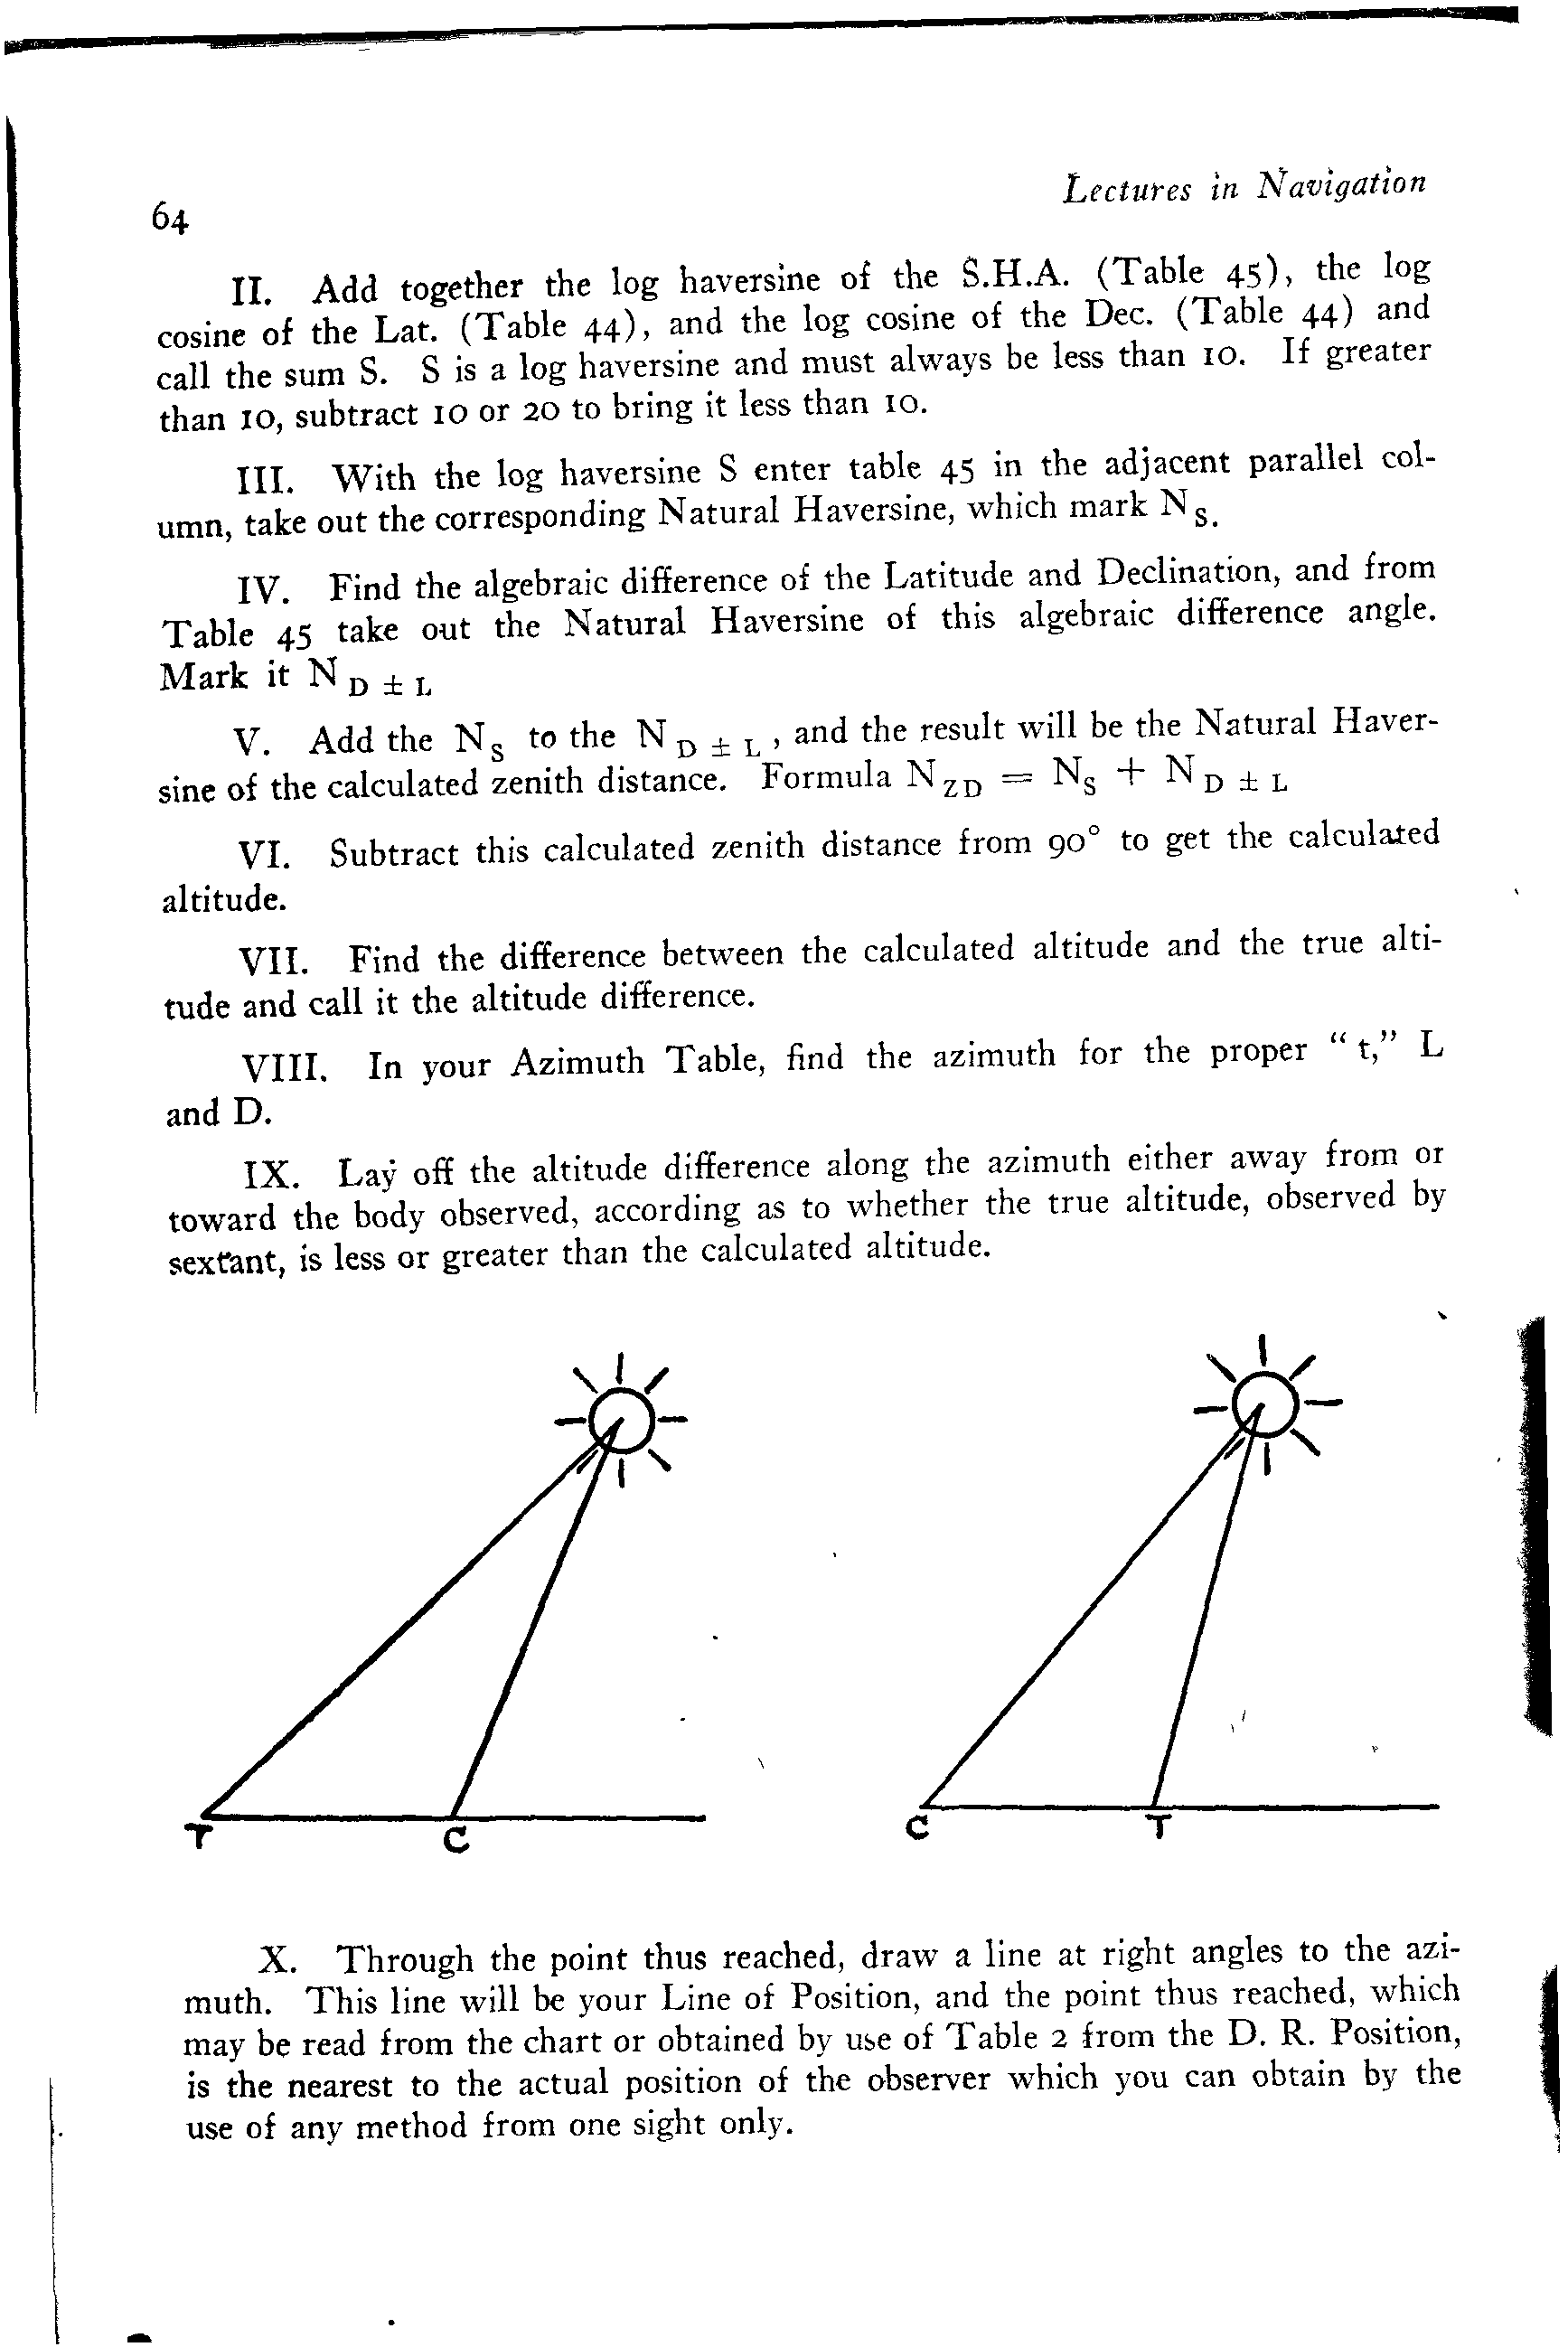 64
Lectures in Navigation
II. Add together the log haversine of the S.H.A. (Table 45), the log
cosine of the Lat. (Table 44), and the log cosine of the Dec. (Table 44) and
call the sum S. S is a log haversine and must always be less than 10. If greater
than 10, subtract 10 or 20 to bring it less than 10.
III. With the log haversine S enter table 45 in the adjacent parallel col-
umn, take out the corresponding Natural Haversine, which mark N S.
IV. Find the algebraic difference of the Latitude and Declination, and from
Table 45 take out the Natural Haversine of this algebraic difference angle.
Mark it N D ± L
V. Add the N S to the N D ± L, and the result will be the Natural Haver-
sine of the calculated zenith distance. Formula N ZD = N S + N D ± L
VI. Subtract this calculated zenith distance from 90° to get the calculated
altitude.
VII. Find the difference between the calculated altitude and the true alti-
tude and call it the altitude difference.
VIII. In your Azimuth Table, find the azimuth for the proper "t," L
and D.
IX. Lay off the altitude difference along the azimuth either away from or
toward the body observed, according as to whether the true altitude, observed by
sextant, is less or greater than the calculated altitude.
T C
C T
X. Through the point thus reached, draw a line at right angles to the azi-
muth. This line will be your Line of Position, and the point thus reached, which
may be read from the chart or obtained by use of Table 2 from the D. R. Position,
is the nearest to the actual position of the observer which you can obtain by the
use of any method from one sight only.